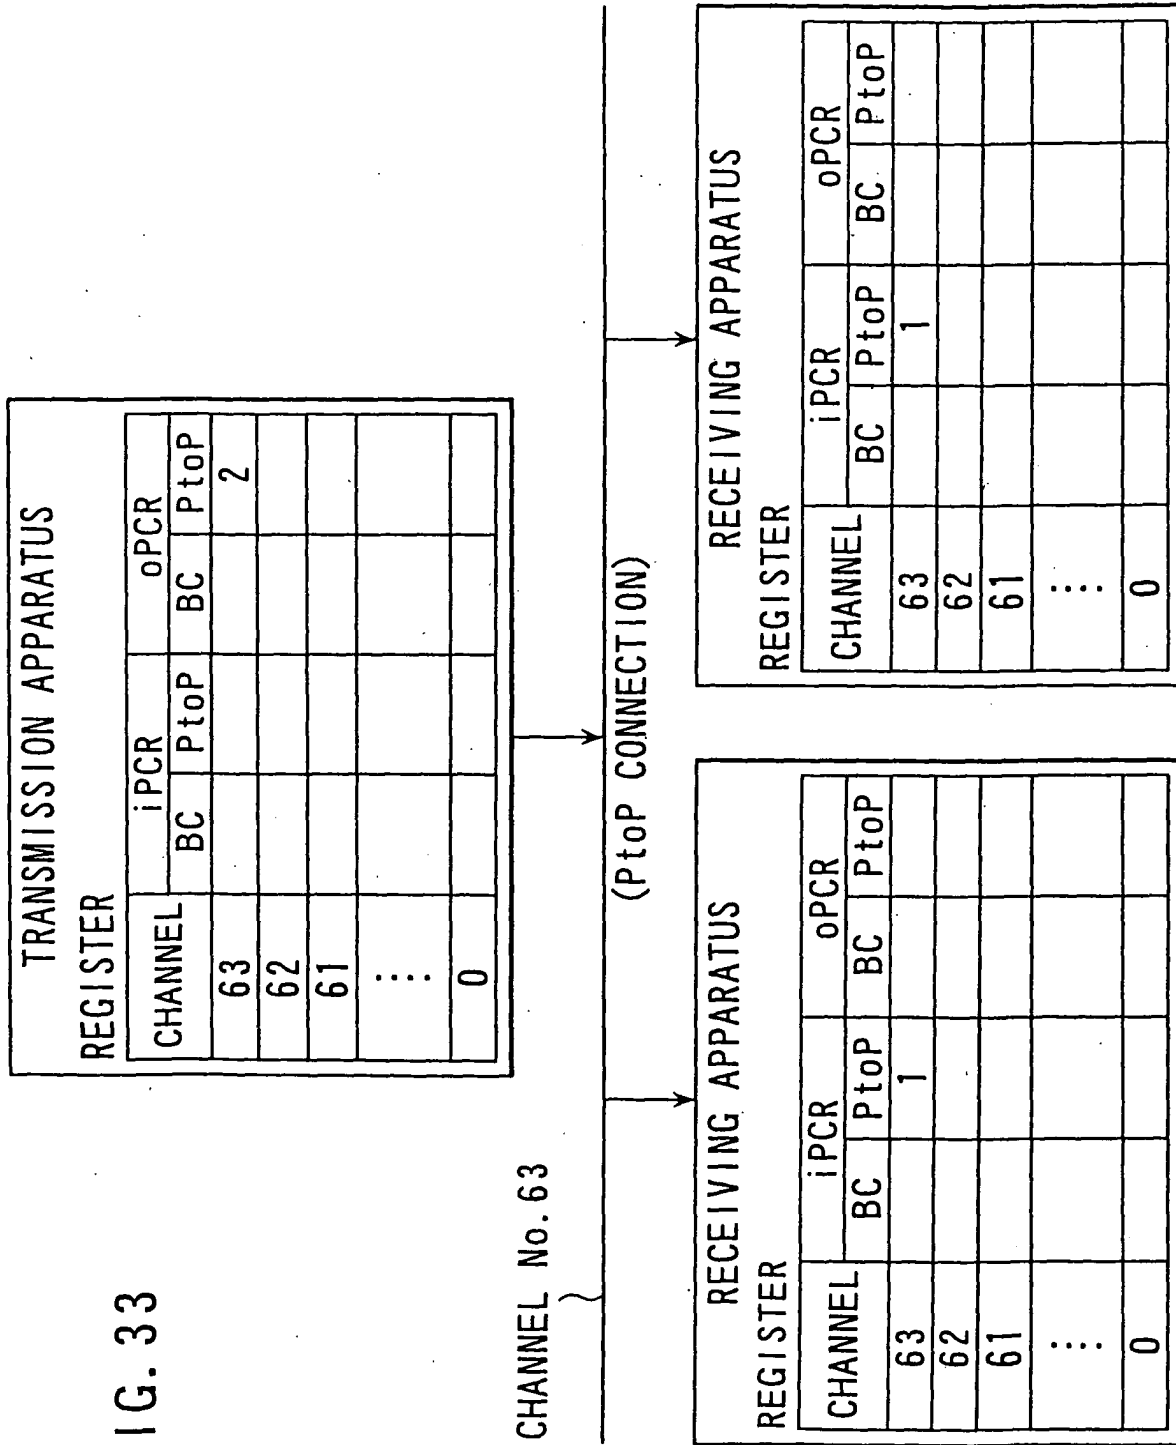 IG. 33
TRANSMISSION APPARATUS
REGISTER
CHANNEL iPCR oPCR
BC PtoP BC PtoP
63 2
62
61
....
0
CHANNEL No. 63
(PtoP CONNECTION)
RECEIVING APPARATUS
REGISTER
CHANNEL iPCR oPCR
BC PtoP BC PtoP
63 1
62
61
....
0
RECEIVING APPARATUS
REGISTER
CHANNEL iPCR oPCR
BC PtoP BC PtoP
63 1
62
61
....
0